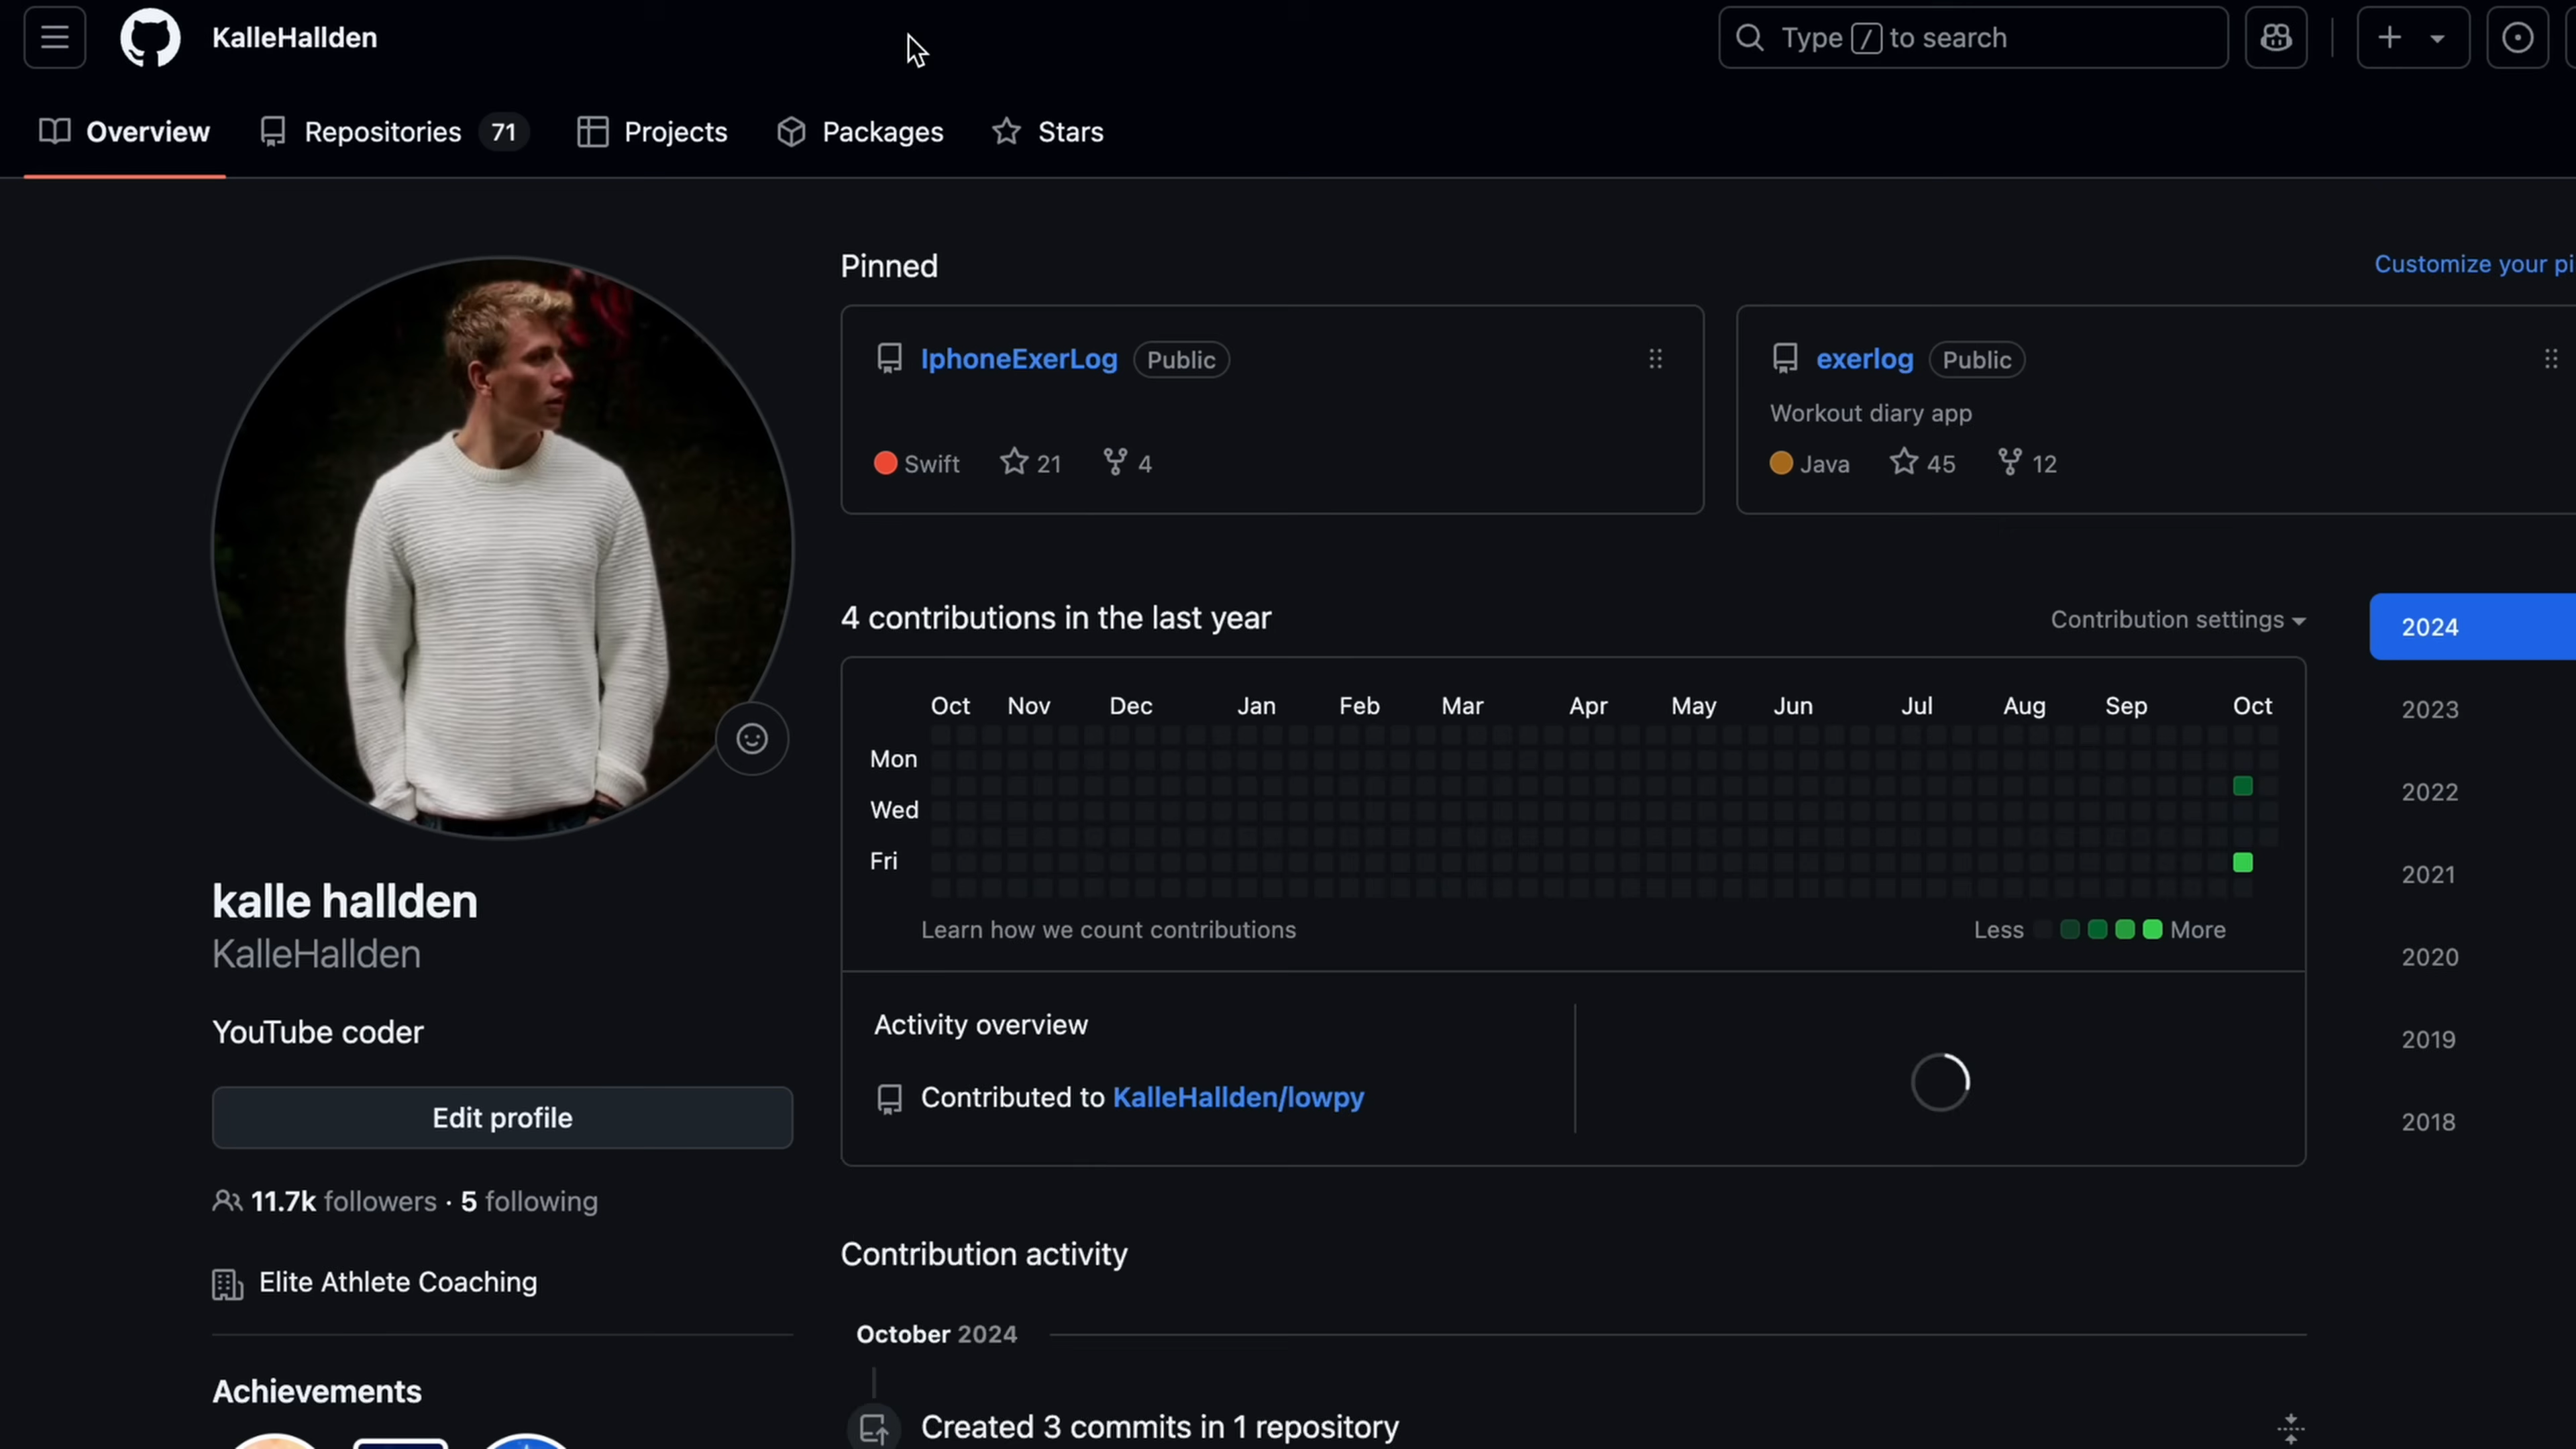 KalleHallden
Type / to search
Overview
Repositories 71
Projects
Packages
Stars
Pinned
Customize your pi
IphoneExerLog Public
Swift 21 4
exerlog Public
Workout diary app
Java 45 12
4 contributions in the last year
Contribution settings
2024
2023
2022
2021
2020
2019
2018
Oct Nov Dec Jan Feb Mar Apr May Jun Jul Aug Sep Oct
Mon
Wed
Fri
Learn how we count contributions
Less More
Activity overview
Contributed to KalleHallden/lowpy
kalle hallden
KalleHallden
YouTube coder
Edit profile
11.7k followers · 5 following
Elite Athlete Coaching
Achievements
Contribution activity
October 2024
Created 3 commits in 1 repository